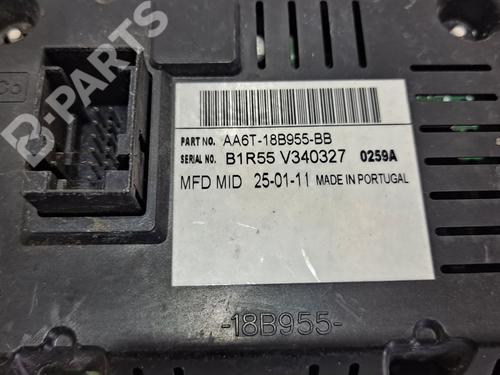 B-PARTS
Co
PART NO. AA6T-18B955-BB
SERIAL NO. B1R55 V340327 0259A
MFD MID 25-01-11 MADE IN PORTUGAL
-18B955-